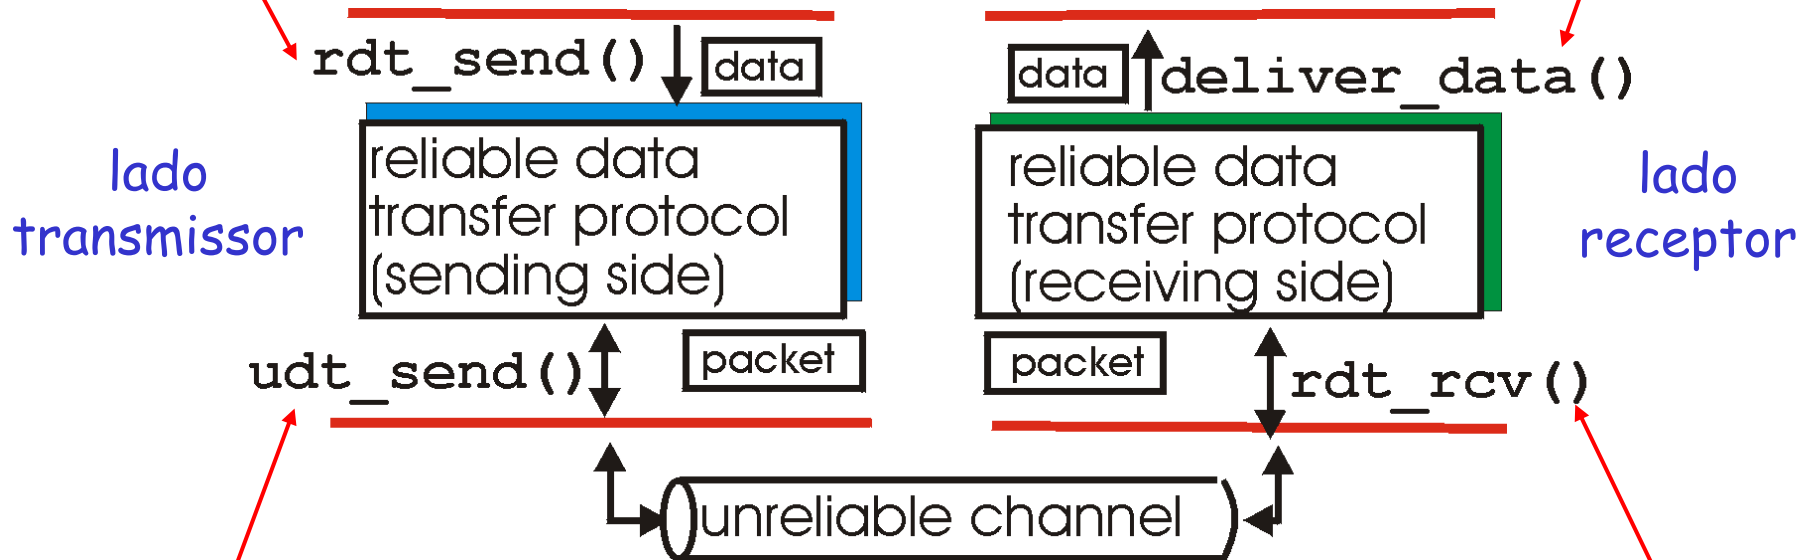 rdt_send()
data
data
deliver_data()
lado
transmissor
reliable data
transfer protocol
(sending side)
reliable data
transfer protocol
(receiving side)
lado
receptor
udt_send()
packet
packet
rdt_rcv()
unreliable channel